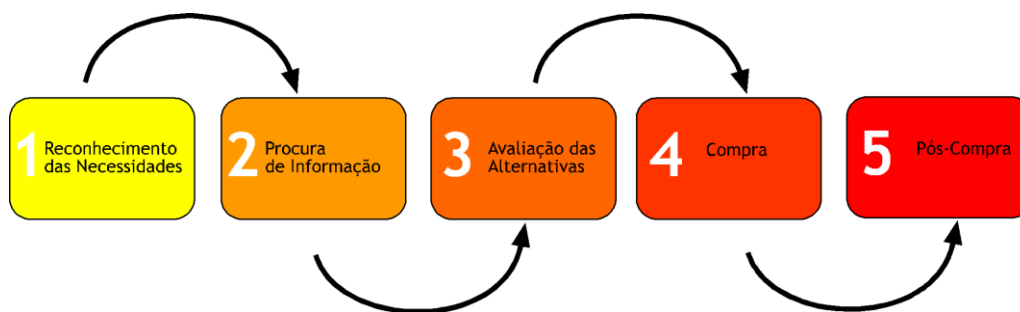 1 Reconhecimento
das Necessidades
2 Procura
de Informação
3 Avaliação das
Alternativas
4 Compra
5 Pós-Compra